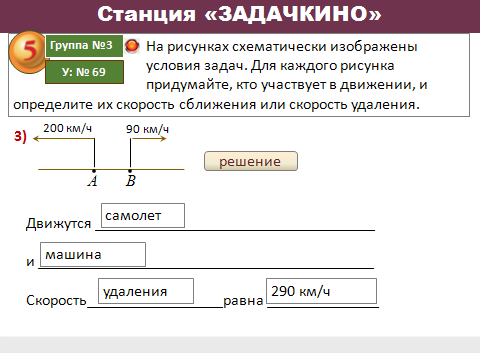 Станция «ЗАДАЧКИНО»
5
Группа №3
У: № 69
На рисунках схематически изображены
условия задач. Для каждого рисунка
придумайте, кто участвует в движении, и
определите их скорость сближения или скорость удаления.
3)
200 км/ч 90 км/ч
A B
решение
Движутся самолет
и машина
Скорость удаления равна 290 км/ч